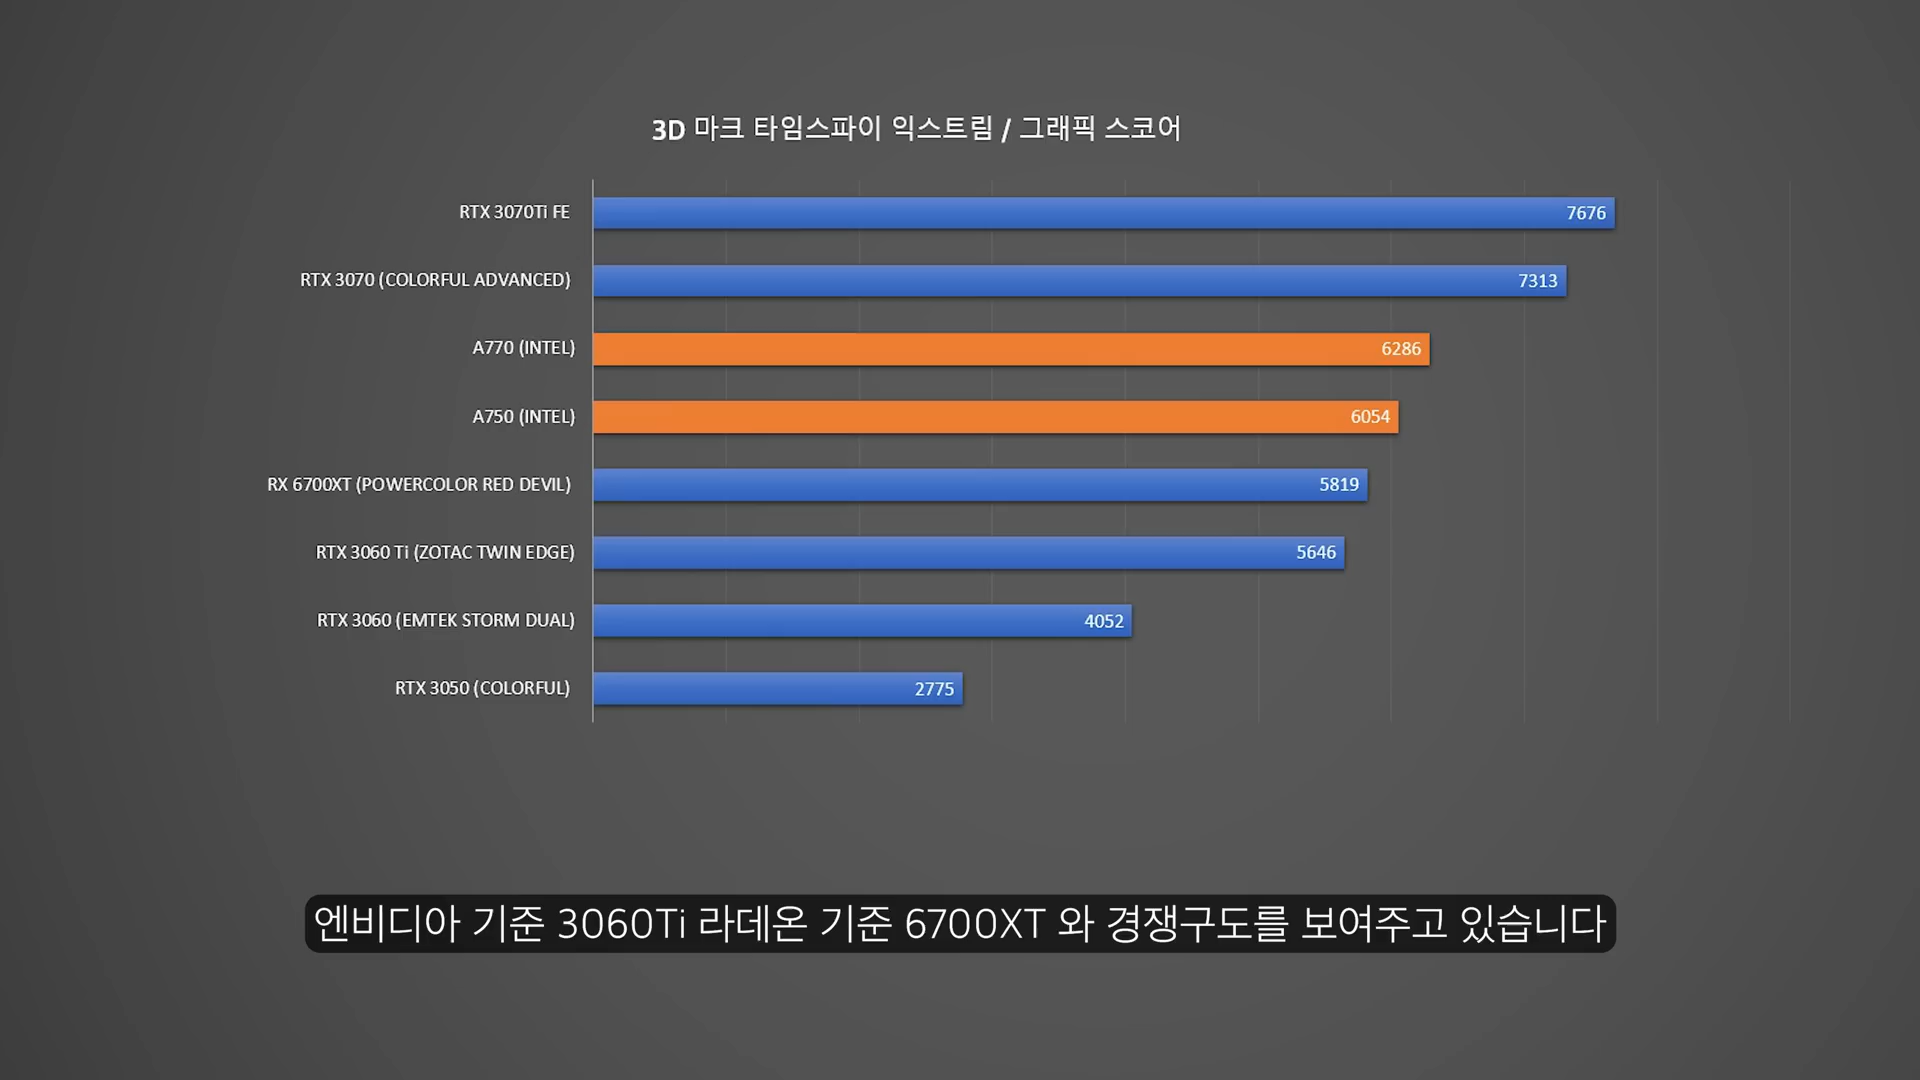 3D 마크 타임스파이 익스트림 / 그래픽 스코어
RTX 3070Ti FE 7676
RTX 3070 (COLORFUL ADVANCED) 7313
A770 (INTEL) 6286
A750 (INTEL) 6054
RX 6700XT (POWERCOLOR RED DEVIL) 5819
RTX 3060 Ti (ZOTAC TWIN EDGE) 5646
RTX 3060 (EMTEK STORM DUAL) 4052
RTX 3050 (COLORFUL) 2775
엔비디아 기준 3060Ti 라데온 기준 6700XT 와 경쟁구도를 보여주고 있습니다